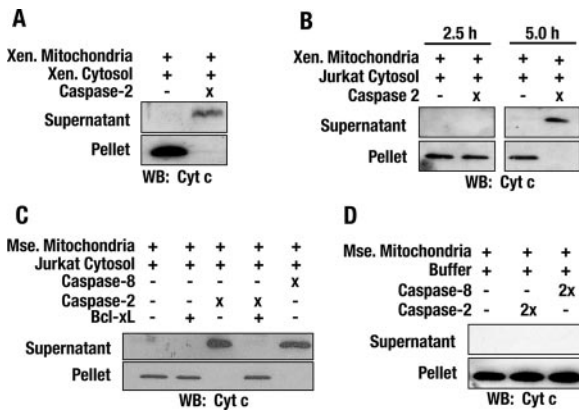 A
Xen. Mitochondria + +
Xen. Cytosol + +
Caspase-2 - x
Supernatant
Pellet
WB: Cyt c
B
2.5 h 5.0 h
Xen. Mitochondria + + + +
Jurkat Cytosol + + + +
Caspase 2 - x - x
Supernatant
Pellet
WB: Cyt c
C
Mse. Mitochondria + + + + +
Jurkat Cytosol + + + + +
Caspase-8 - - - - x
Caspase-2 - - x x -
Bcl-xL - + - + -
Supernatant
Pellet
WB: Cyt c
D
Mse. Mitochondria + + +
Buffer + + +
Caspase-8 - - 2x
Caspase-2 - 2x -
Supernatant
Pellet
WB: Cyt c